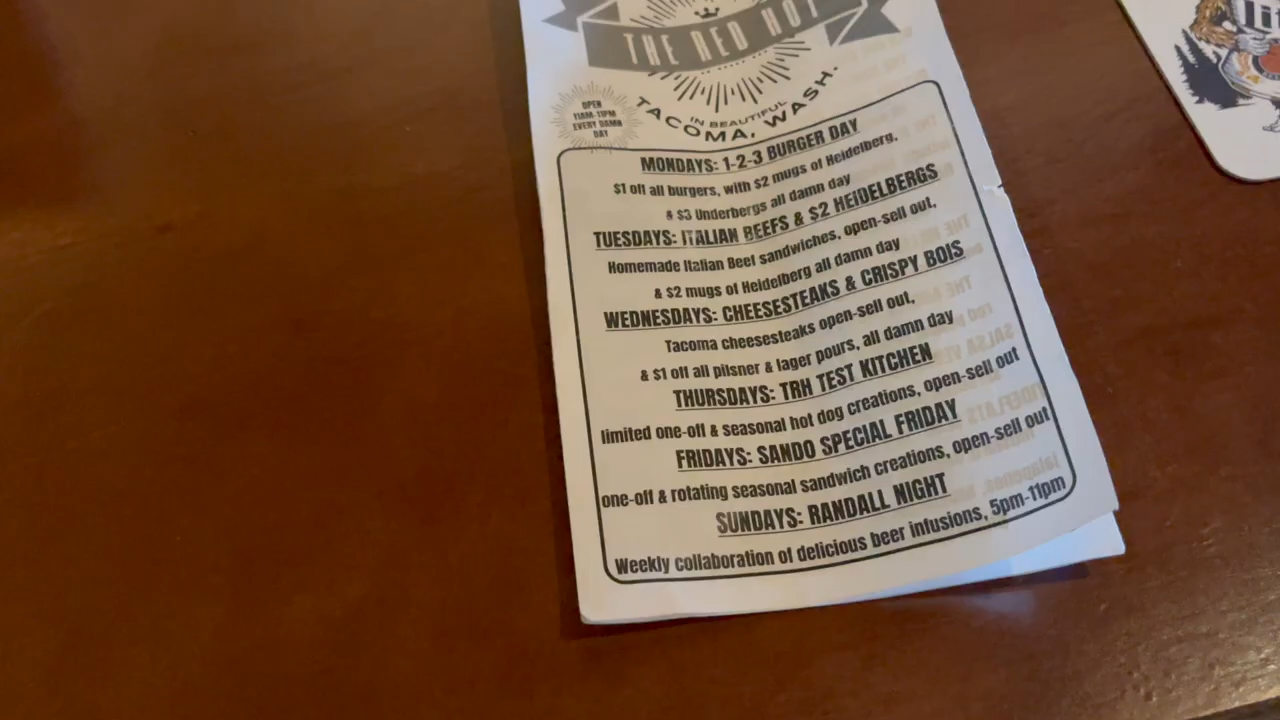 THE RED HOT
IN BEAUTIFUL
TACOMA, WASH.
OPEN
11AM-11PM
EVERY DAMN
DAY
MONDAYS: 1-2-3 BURGER DAY
$1 off all burgers, with $2 mugs of Heidelberg,
& $3 Underbergs all damn day
TUESDAYS: ITALIAN BEEFS & $2 HEIDELBERGS
Homemade Italian Beef sandwiches, open-sell out,
& $2 mugs of Heidelberg all damn day
WEDNESDAYS: CHEESESTEAKS & CRISPY BOIS
Tacoma cheesesteaks open-sell out,
& $1 off all pilsner & lager pours, all damn day
THURSDAYS: TRH TEST KITCHEN
limited one-off & seasonal hot dog creations, open-sell out
FRIDAYS: SANDO SPECIAL FRIDAY
one-off & rotating seasonal sandwich creations, open-sell out
SUNDAYS: RANDALL NIGHT
Weekly collaboration of delicious beer infusions, 5pm-11pm